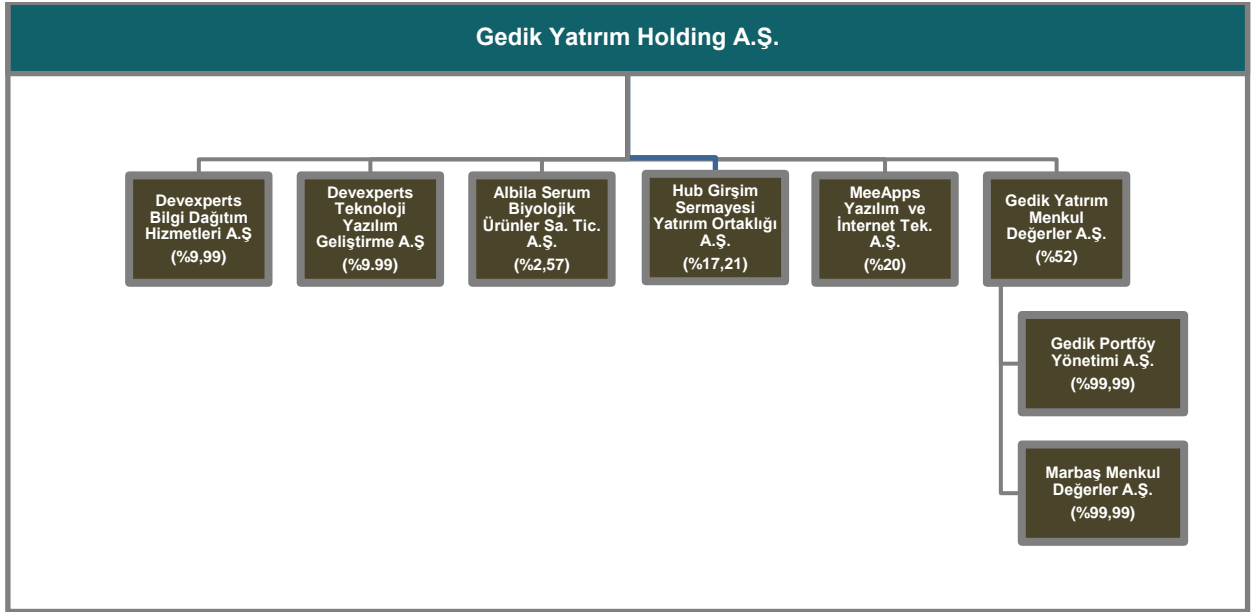 Gedik Yatırım Holding A.Ş.
Devexperts
Bilgi Dağıtım
Hizmetleri A.Ş
(%9,99)
Devexperts
Teknoloji
Yazılım
Geliştirme A.Ş
(%9.99)
Albila Serum
Biyolojik
Ürünler Sa. Tic.
A.Ş.
(%2,57)
Hub Girşim
Sermayesi
Yatırım Ortaklığı
A.Ş.
(%17,21)
MeeApps
Yazılım ve
İnternet Tek.
A.Ş.
(%20)
Gedik Yatırım
Menkul
Değerler A.Ş.
(%52)
Gedik Portföy
Yönetimi A.Ş.
(%99,99)
Marbaş Menkul
Değerler A.Ş.
(%99,99)